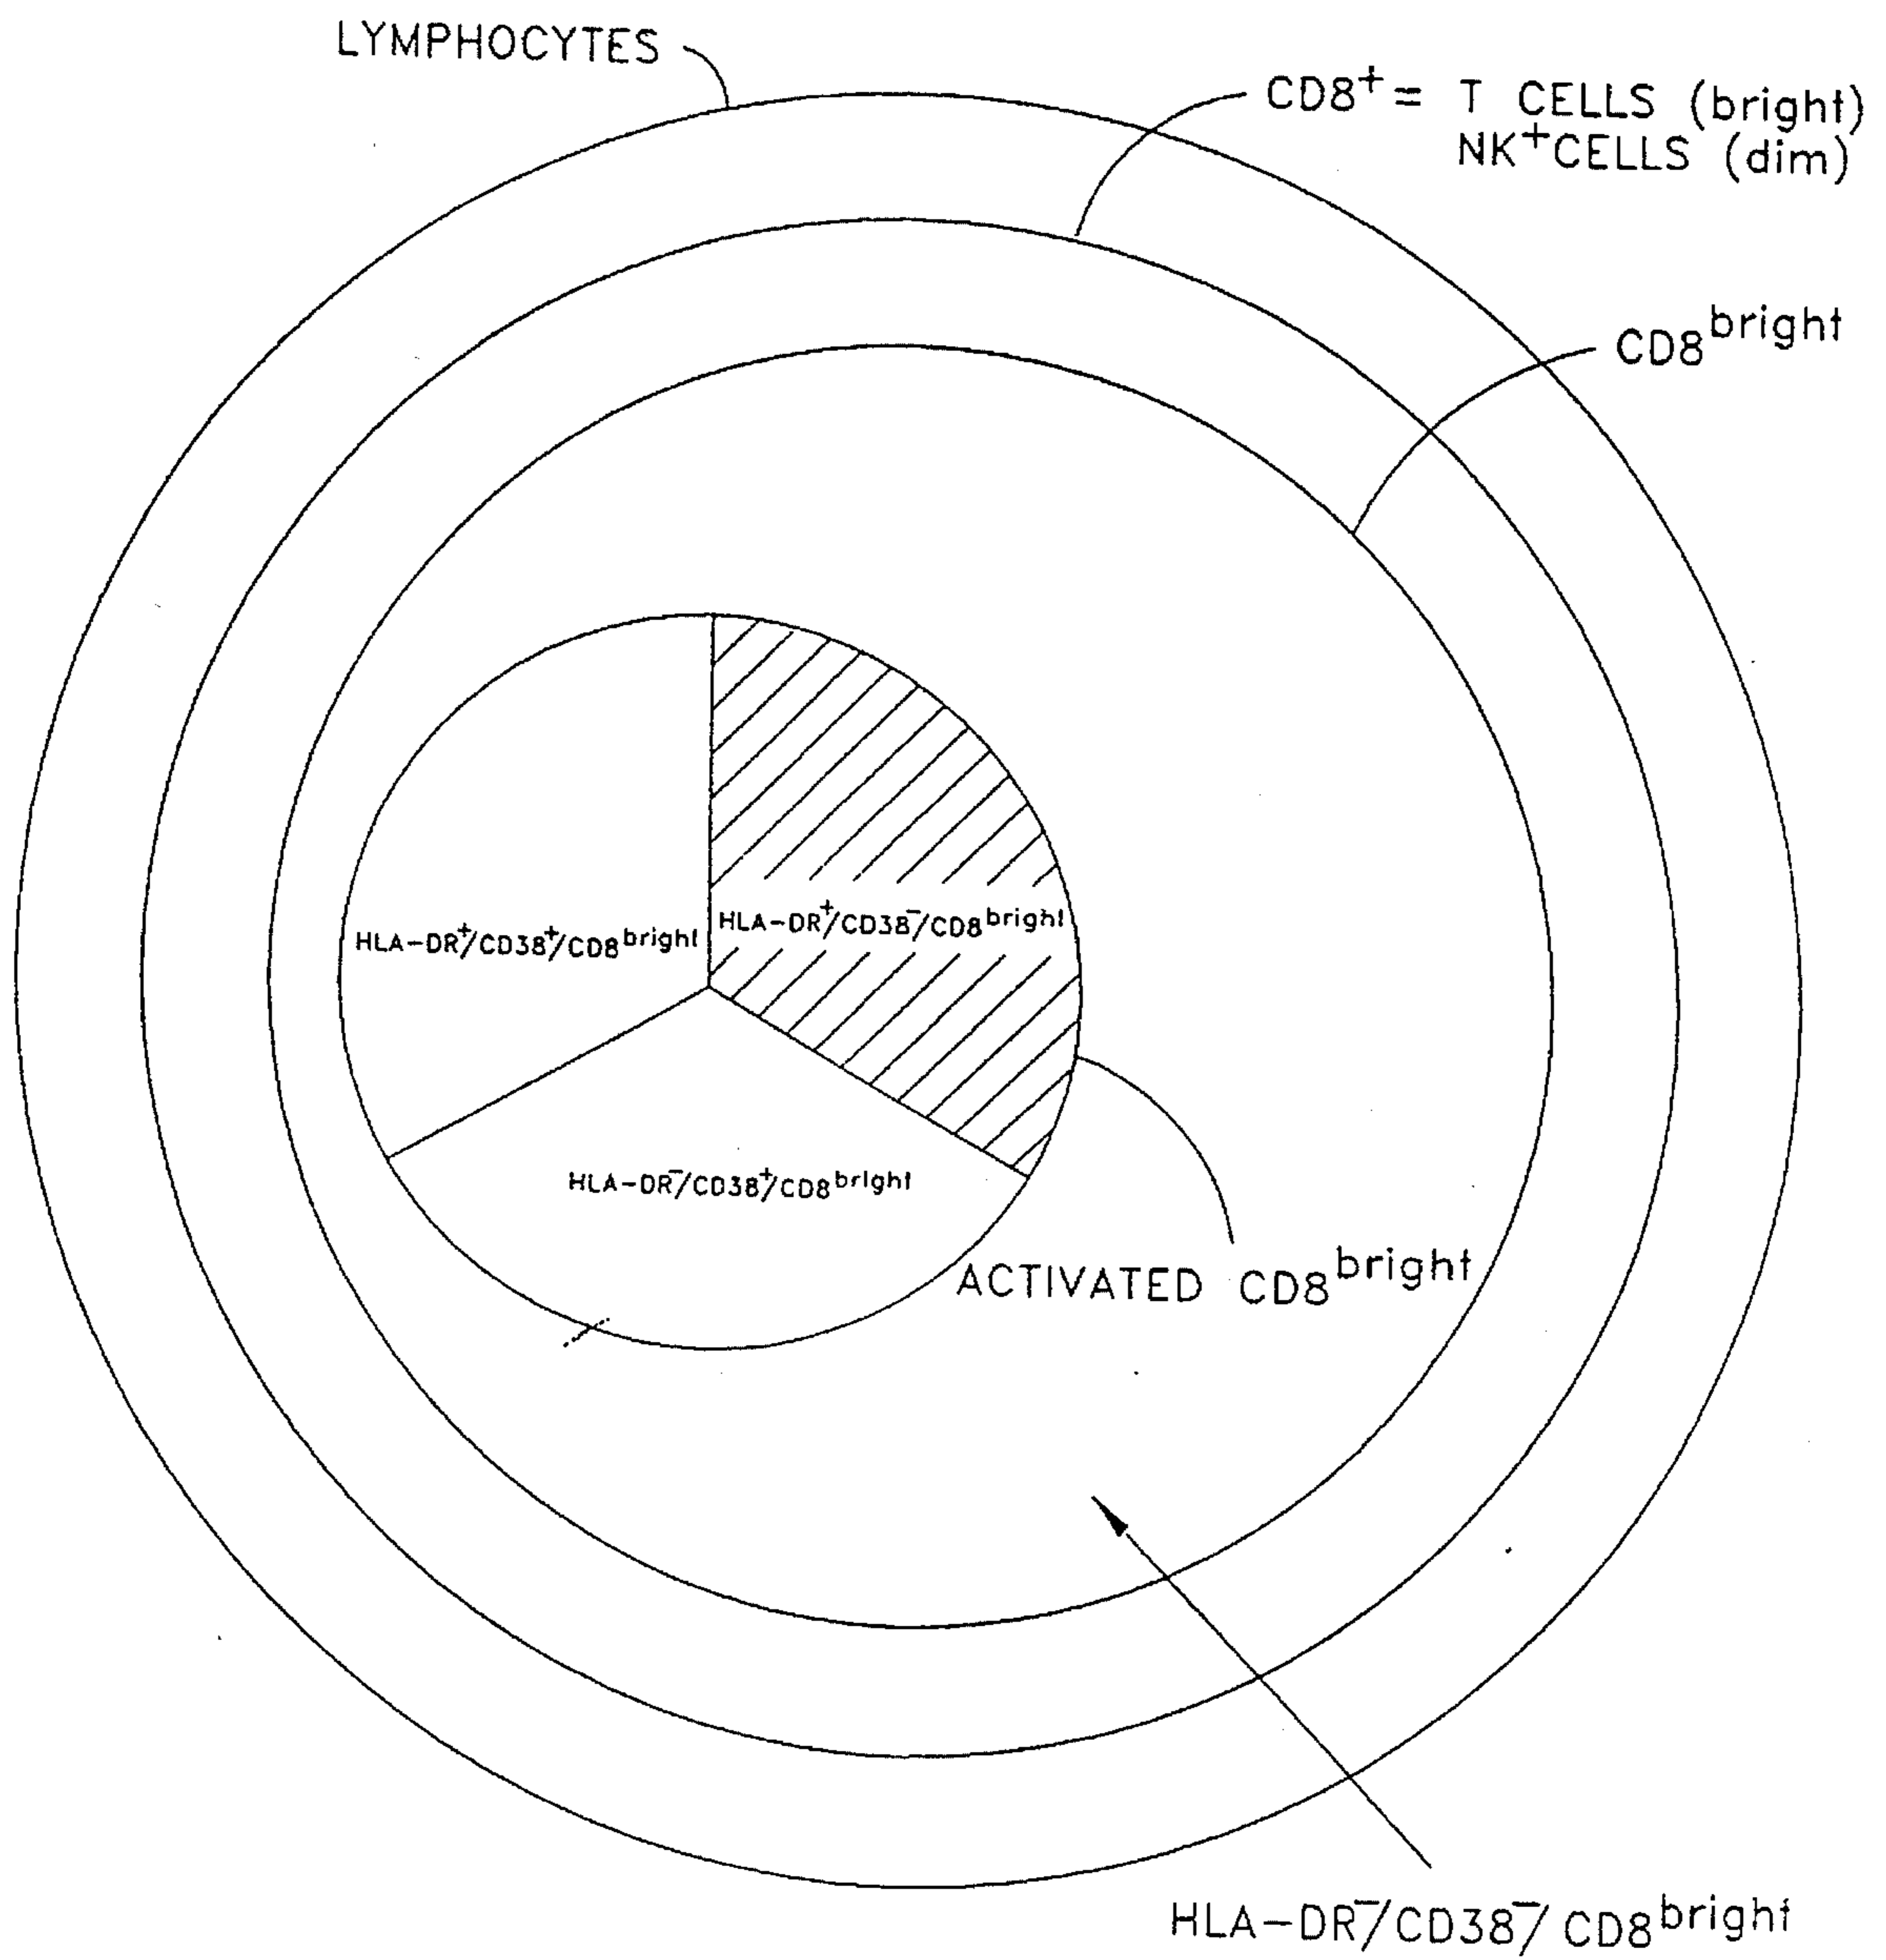 LYMPHOCYTES
CD8⁺ = T CELLS (bright)
NK⁺CELLS (dim)
CD8ᵇʳⁱᵍʰᵗ
HLA-DR⁺/CD38⁺/CD8ᵇʳⁱᵍʰᵗ
HLA-DR⁺/CD38⁻/CD8ᵇʳⁱᵍʰᵗ
HLA-DR⁻/CD38⁺/CD8ᵇʳⁱᵍʰᵗ
ACTIVATED CD8ᵇʳⁱᵍʰᵗ
HLA-DR⁻/CD38⁻/CD8ᵇʳⁱᵍʰᵗ